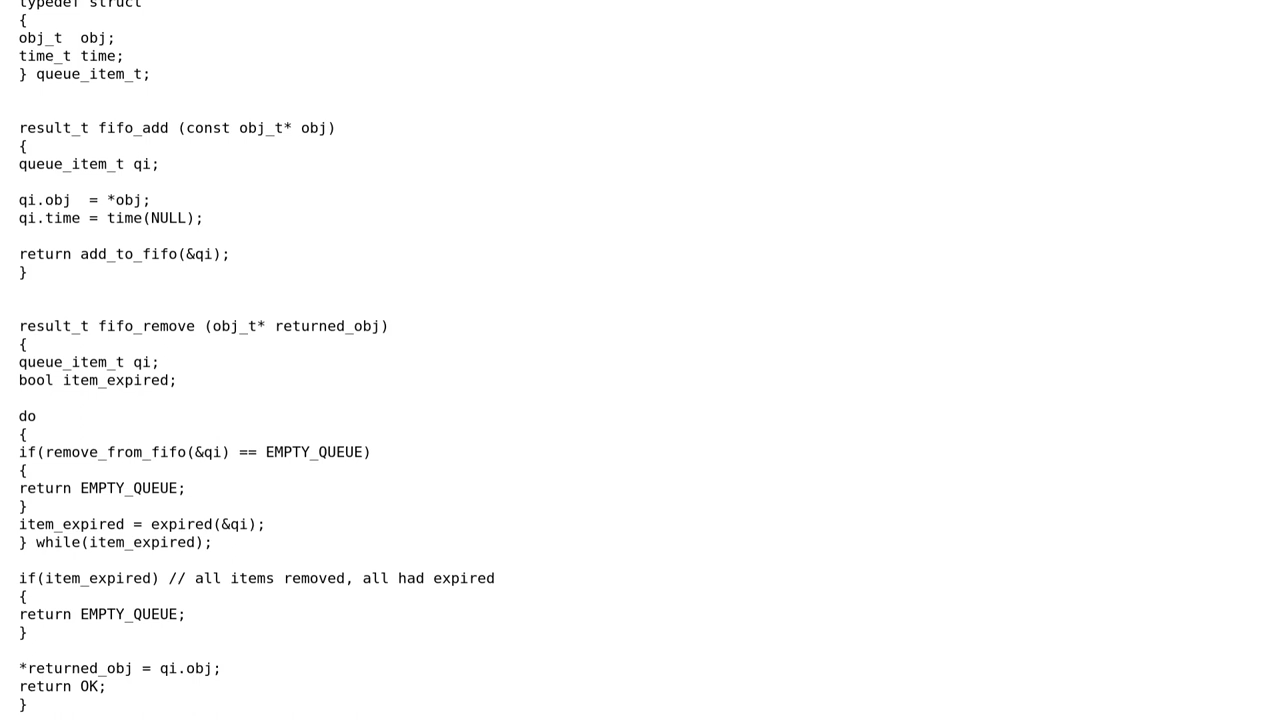 typedef struct
{
obj_t  obj;
time_t time;
} queue_item_t;
result_t fifo_add (const obj_t* obj)
{
queue_item_t qi;
qi.obj  = *obj;
qi.time = time(NULL);
return add_to_fifo(&qi);
}
result_t fifo_remove (obj_t* returned_obj)
{
queue_item_t qi;
bool item_expired;
do
{
if(remove_from_fifo(&qi) == EMPTY_QUEUE)
{
return EMPTY_QUEUE;
}
item_expired = expired(&qi);
} while(item_expired);
if(item_expired) // all items removed, all had expired
{
return EMPTY_QUEUE;
}
*returned_obj = qi.obj;
return OK;
}